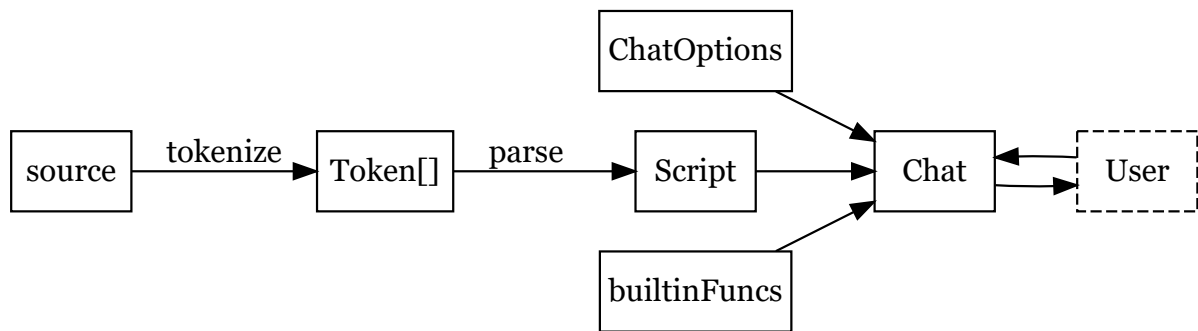 ChatOptions
source
tokenize
Token[]
parse
Script
Chat
User
builtinFuncs